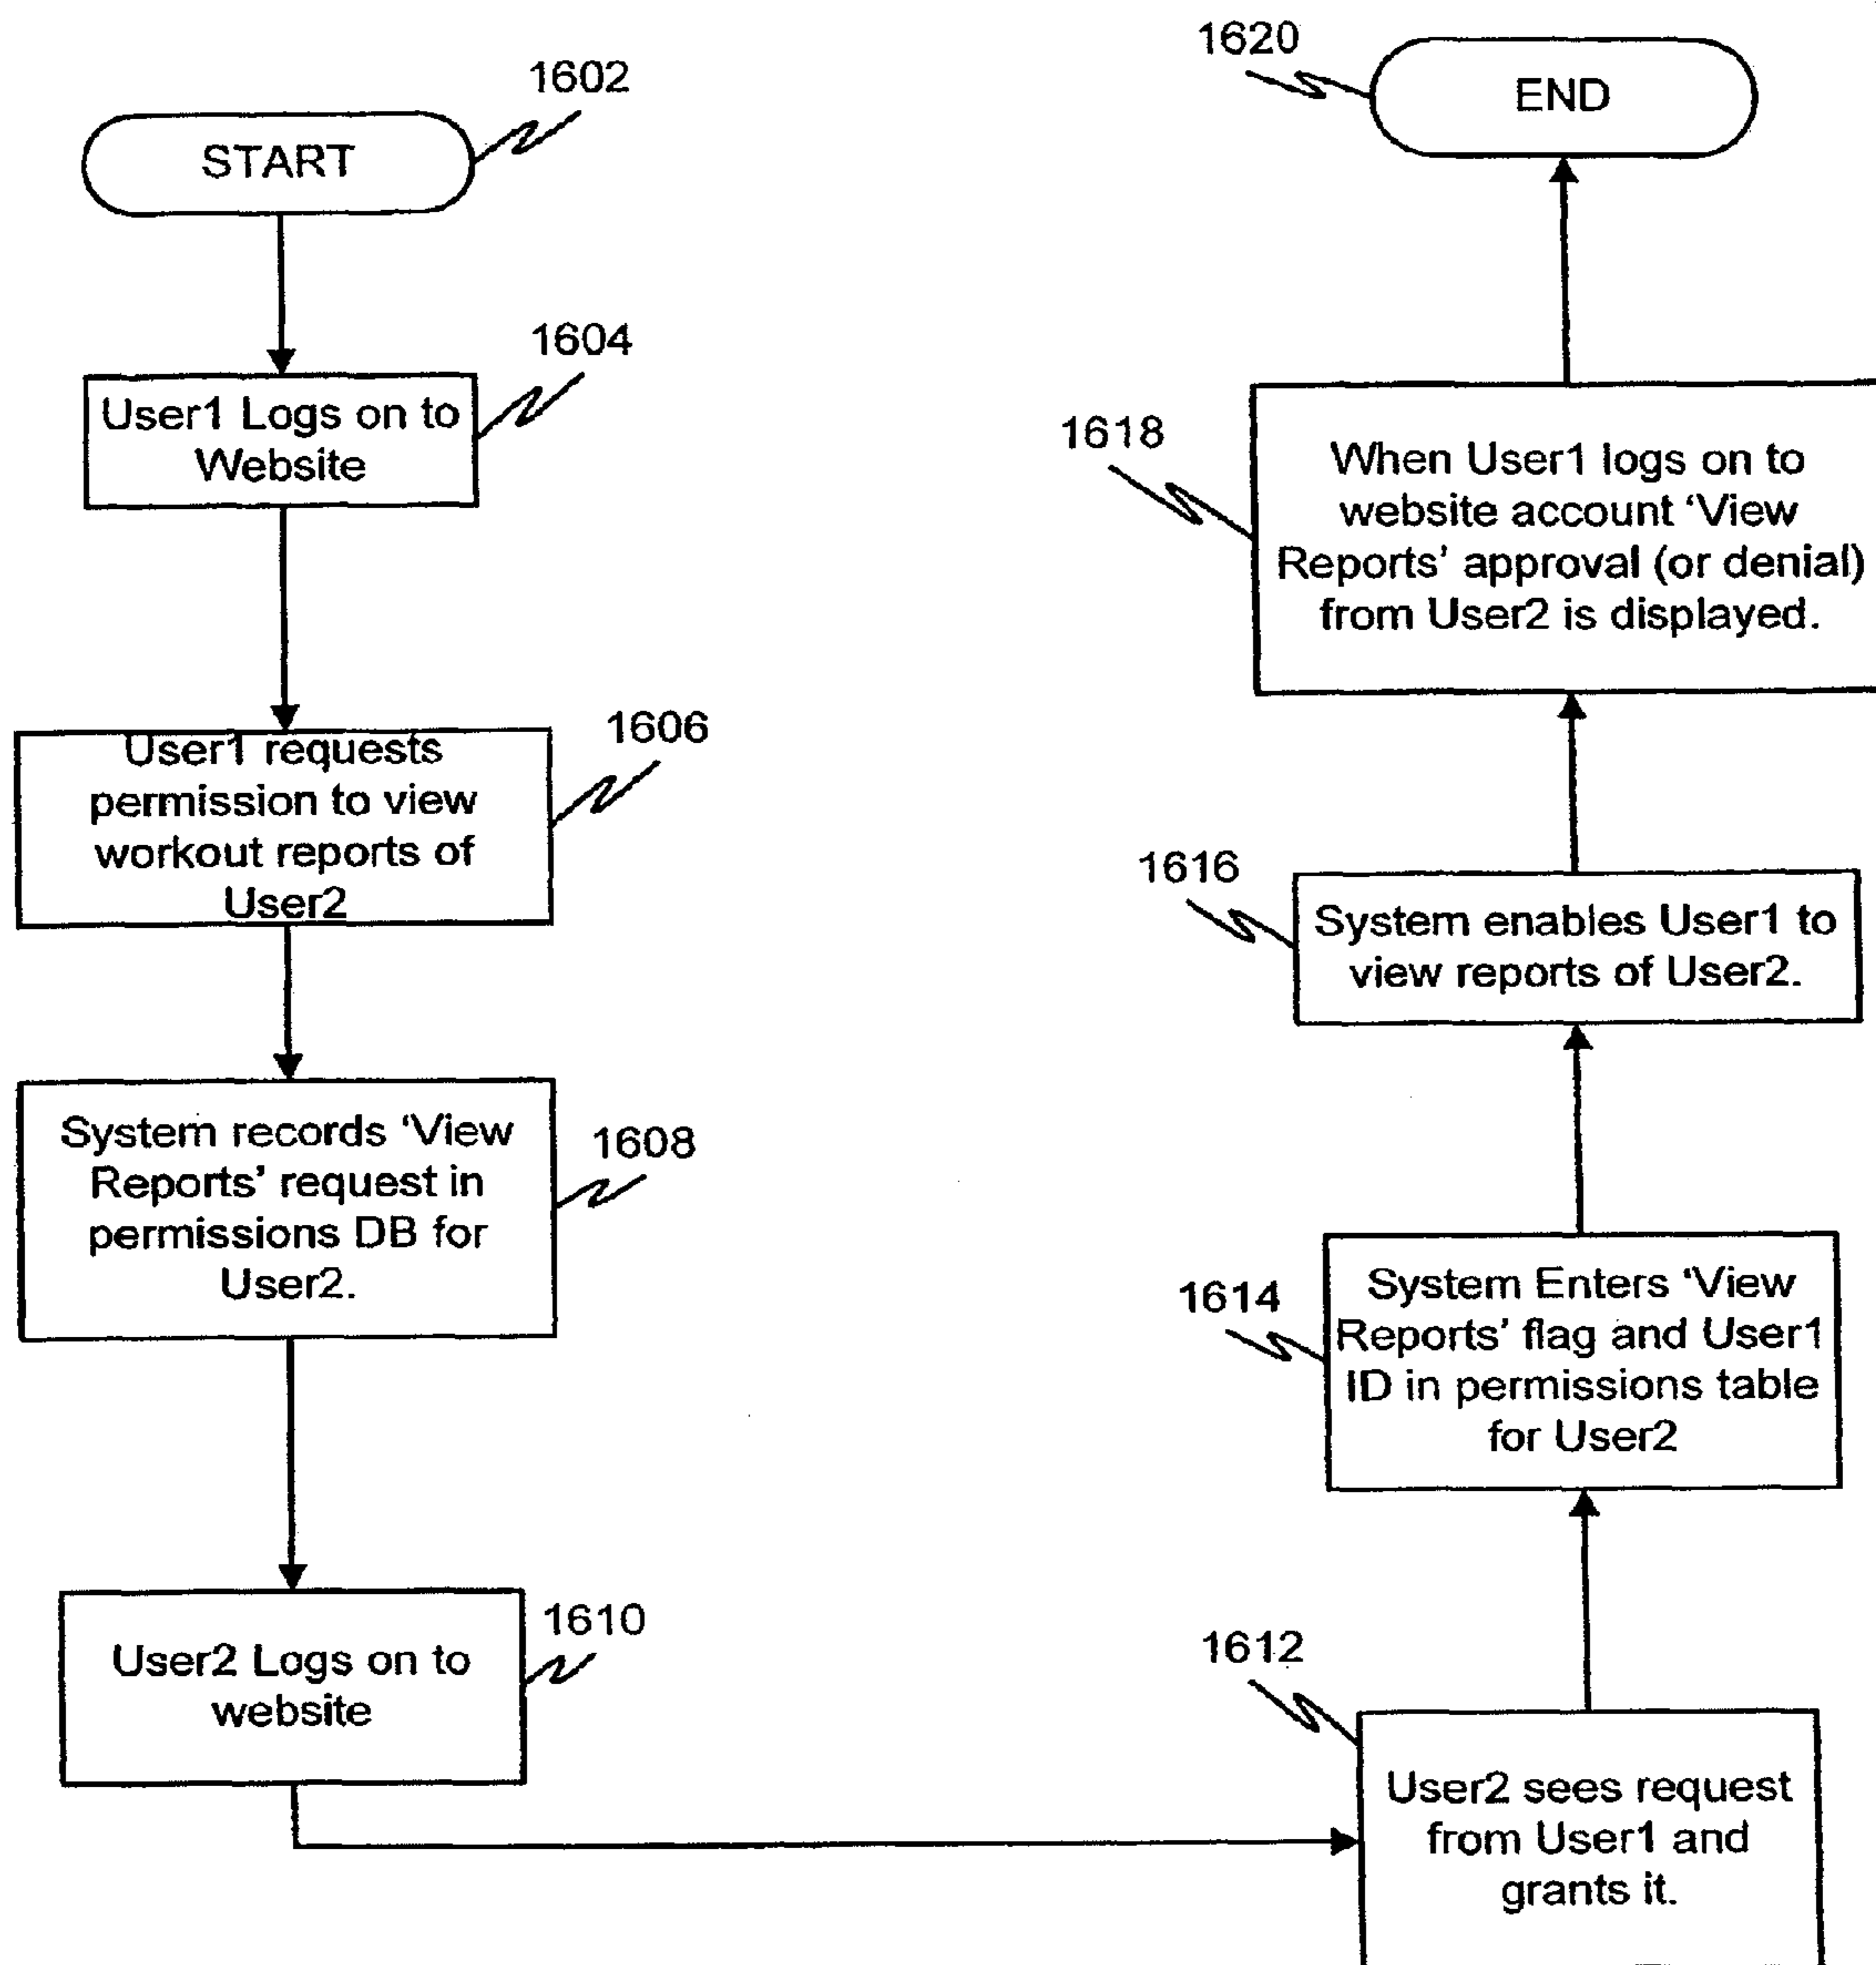 1602
START
1604
User1 Logs on to
Website
1606
User1 requests
permission to view
workout reports of
User2
1608
System records ‘View
Reports’ request in
permissions DB for
User2.
1610
User2 Logs on to
website
1612
User2 sees request
from User1 and
grants it.
1614
System Enters ‘View
Reports’ flag and User1
ID in permissions table
for User2
1616
System enables User1 to
view reports of User2.
1618
When User1 logs on to
website account ‘View
Reports’ approval (or denial)
from User2 is displayed.
1620
END